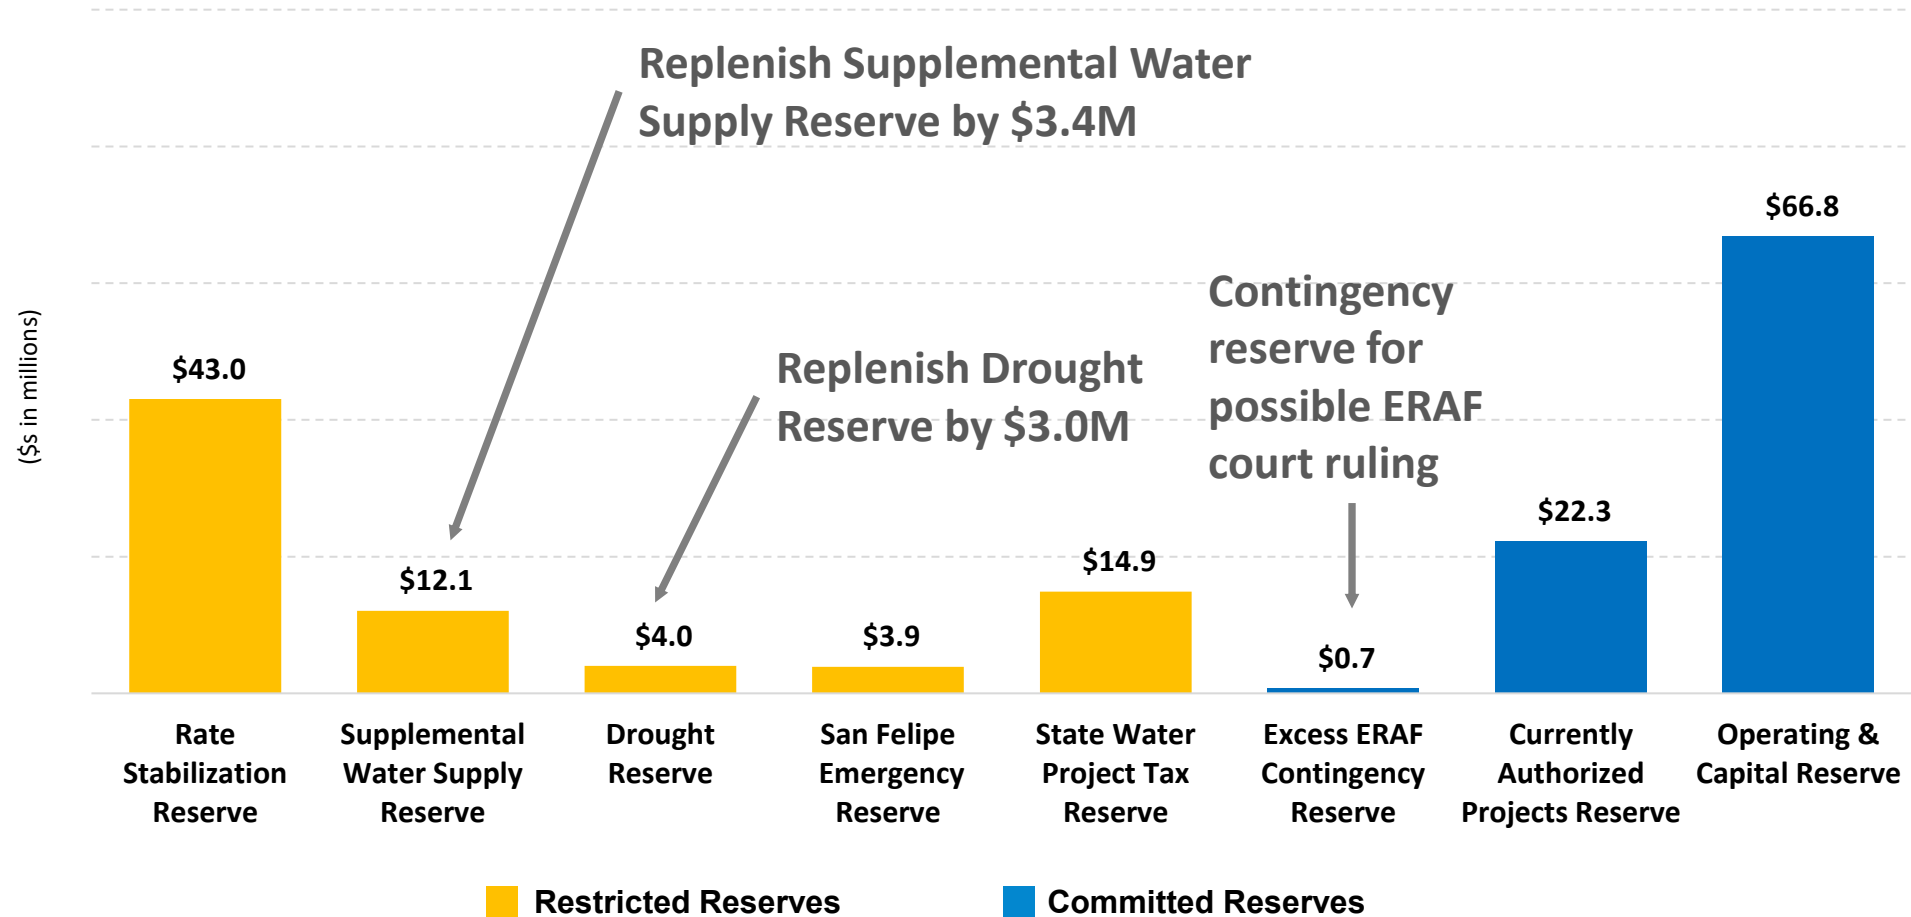 Replenish Supplemental Water
Supply Reserve by $3.4M
Replenish Drought
Reserve by $3.0M
Contingency
reserve for
possible ERAF
court ruling
($s in millions)
$43.0
$12.1
$4.0
$3.9
$14.9
$0.7
$22.3
$66.8
Rate
Stabilization
Reserve
Supplemental
Water Supply
Reserve
Drought
Reserve
San Felipe
Emergency
Reserve
State Water
Project Tax
Reserve
Excess ERAF
Contingency
Reserve
Currently
Authorized
Projects Reserve
Operating &
Capital Reserve
Restricted Reserves
Committed Reserves